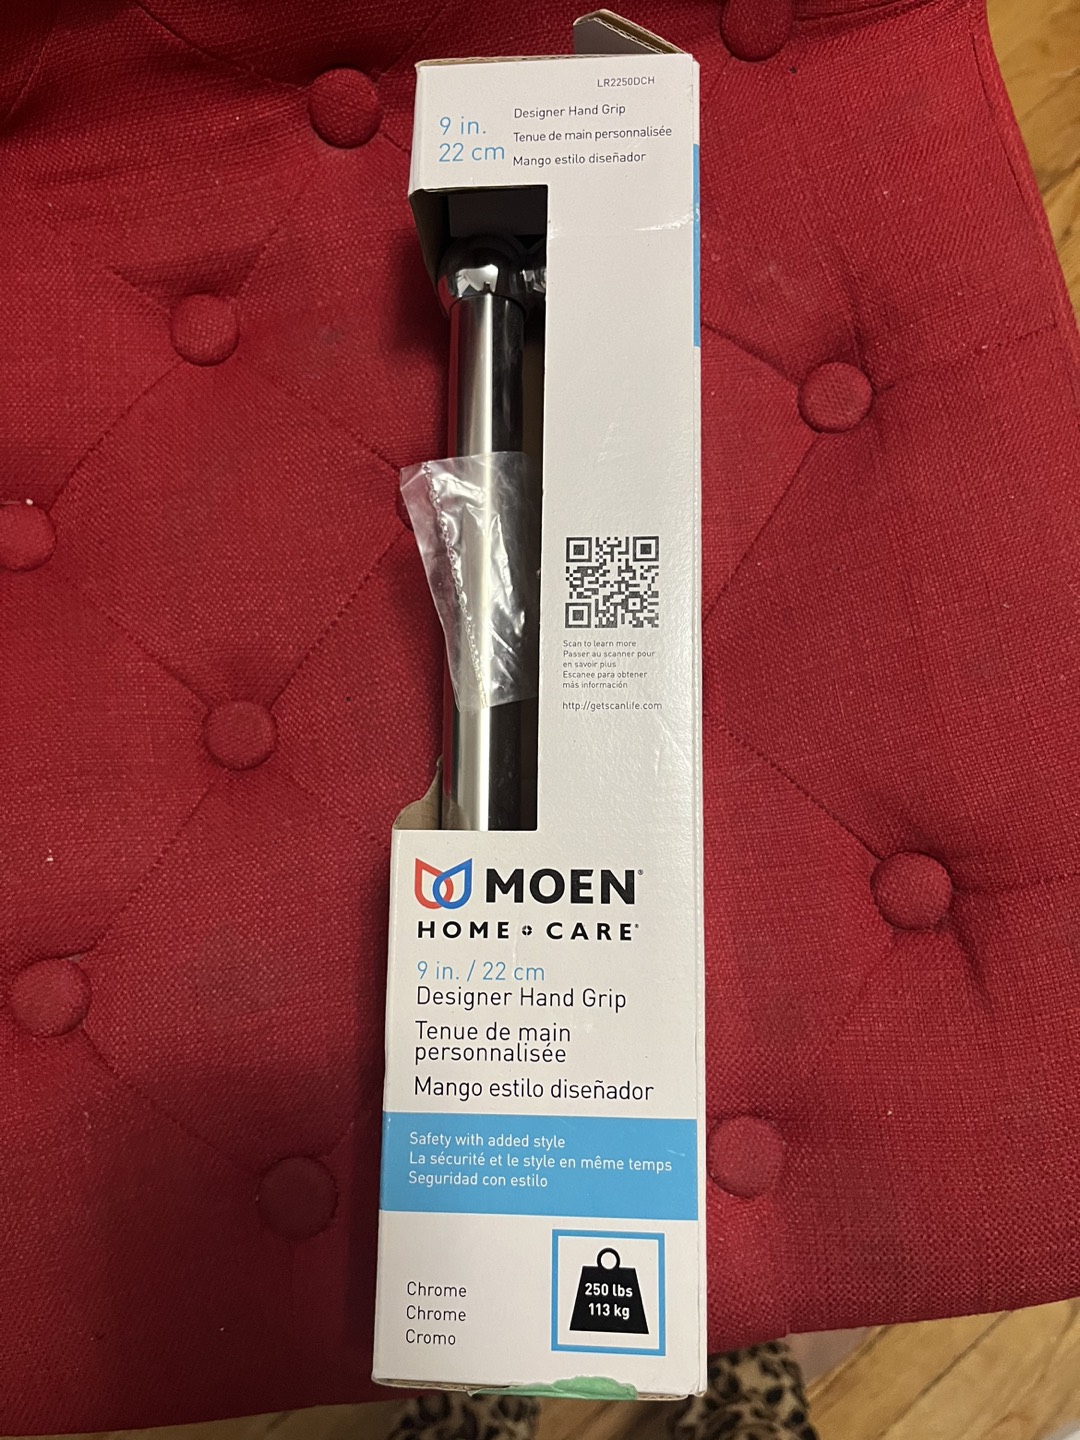 LR2250DCH
9 in.
22 cm
Designer Hand Grip
Tenue de main personnalisée
Mango estilo diseñador
Scan to learn more
Passer au scanner pour
en savoir plus
Escanee para obtener
más información
http://getscanlife.com
MOEN®
HOME + CARE®
9 in. / 22 cm
Designer Hand Grip
Tenue de main
personnalisée
Mango estilo diseñador
Safety with added style
La sécurité et le style en même temps
Seguridad con estilo
Chrome
Chrome
Cromo
250 lbs
113 kg